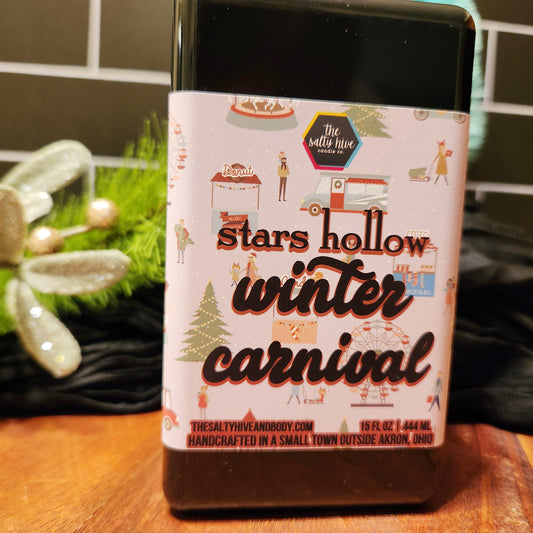 the
salty hive
candle co.
Donut
stars hollow
winter
carnival
THESALTYHIVEANDBODY.COM 15 FL OZ | 444 ML
HANDCRAFTED IN A SMALL TOWN OUTSIDE AKRON, OHIO